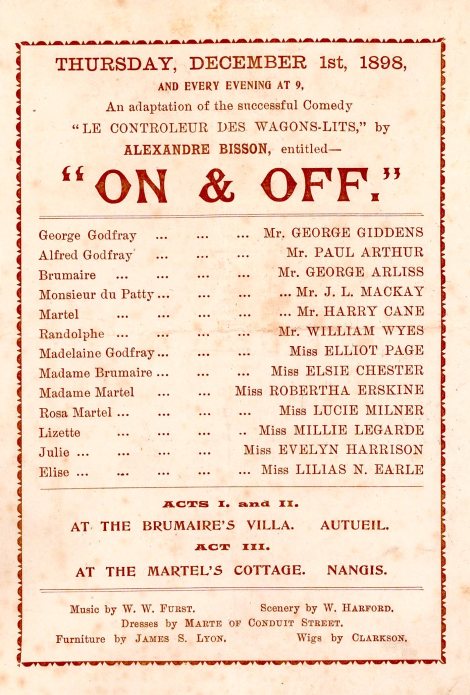 THURSDAY, DECEMBER 1st, 1898,
AND EVERY EVENING AT 9,
An adaptation of the successful Comedy
"LE CONTROLEUR DES WAGONS-LITS," by
ALEXANDRE BISSON, entitled—
"ON & OFF."
George Godfray ... ... ... Mr. GEORGE GIDDENS
Alfred Godfray ... ... ... Mr. PAUL ARTHUR
Brumaire ... ... ... ... Mr. GEORGE ARLISS
Monsieur du Patty ... ... ... ... Mr. J. L. MACKAY
Martel ... ... ... ... Mr. HARRY CANE
Randolphe ... ... ... ... Mr. WILLIAM WYES
Madelaine Godfray ... ... ... Miss ELLIOT PAGE
Madame Brumaire ... ... ... Miss ELSIE CHESTER
Madame Martel ... ... Miss ROBERTHA ERSKINE
Rosa Martel ... ... ... ... Miss LUCIE MILNER
Lizette ... ... .. Miss MILLIE LEGARDE
Julie ... ... ... ... Miss EVELYN HARRISON
Elise ... ... ... ... ... Miss LILIAS N. EARLE
ACTS I. and II.
AT THE BRUMAIRE'S VILLA. AUTUEIL.
ACT III.
AT THE MARTEL'S COTTAGE. NANGIS.
Music by W. W. FURST. Scenery by W. HARFORD.
Dresses by MARTE OF CONDUIT STREET.
Furniture by JAMES S. LYON. Wigs by CLARKSON.